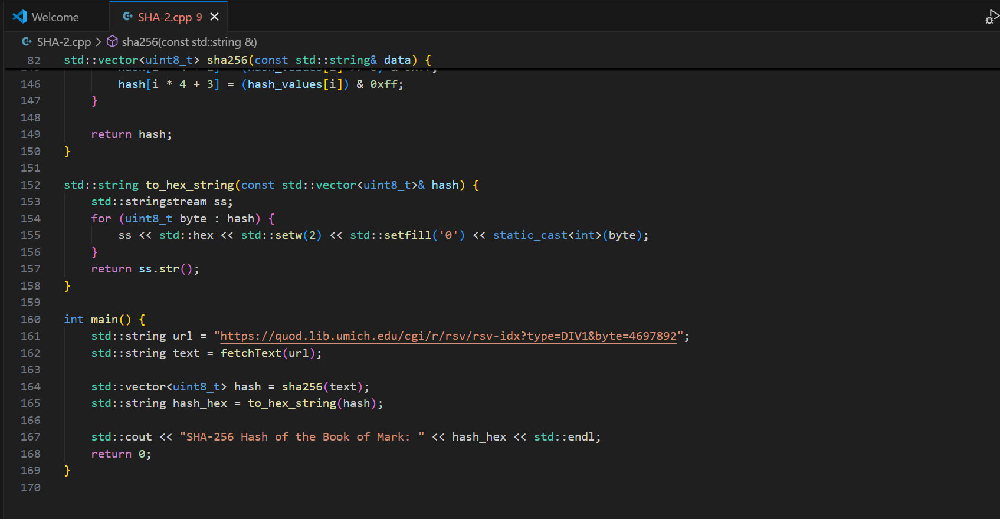 Welcome
SHA-2.cpp 9
SHA-2.cpp > sha256(const std::string &)
82 std::vector<uint8_t> sha256(const std::string& data) {
146 hash[i * 4 + 3] = (hash_values[i]) & 0xff;
147 }
148
149 return hash;
150 }
151
152 std::string to_hex_string(const std::vector<uint8_t>& hash) {
153 std::stringstream ss;
154 for (uint8_t byte : hash) {
155 ss << std::hex << std::setw(2) << std::setfill('0') << static_cast<int>(byte);
156 }
157 return ss.str();
158 }
159
160 int main() {
161 std::string url = "https://quod.lib.umich.edu/cgi/r/rsv/rsv-idx?type=DIV1&byte=4697892";
162 std::string text = fetchText(url);
163
164 std::vector<uint8_t> hash = sha256(text);
165 std::string hash_hex = to_hex_string(hash);
166
167 std::cout << "SHA-256 Hash of the Book of Mark: " << hash_hex << std::endl;
168 return 0;
169 }
170